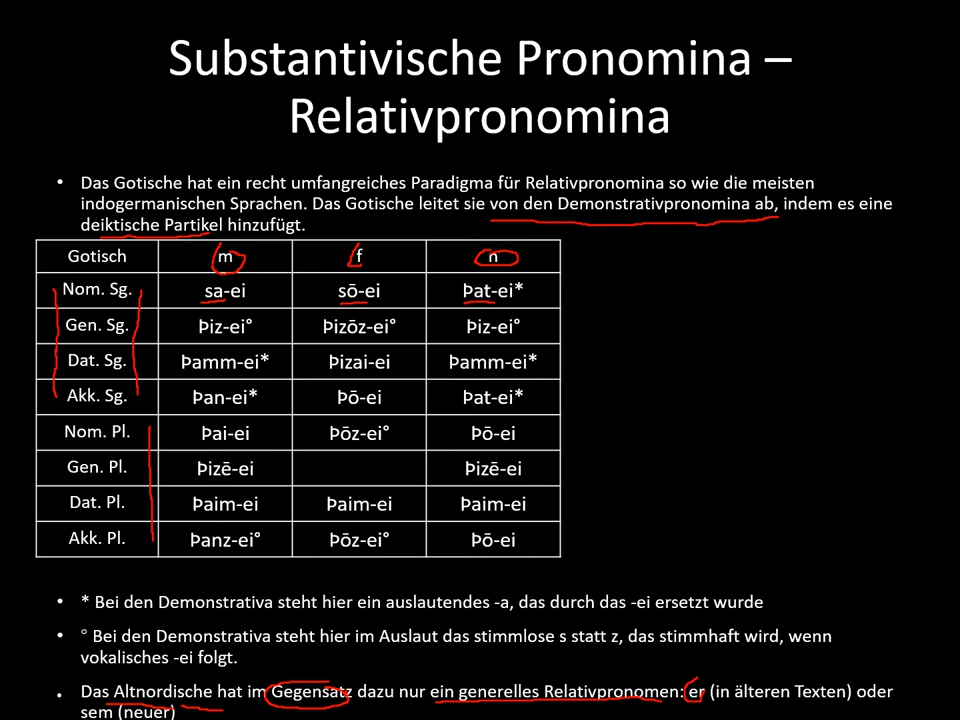 Substantivische Pronomina –
Relativpronomina
• Das Gotische hat ein recht umfangreiches Paradigma für Relativpronomina so wie die meisten
indogermanischen Sprachen. Das Gotische leitet sie von den Demonstrativpronomina ab, indem es eine
deiktische Partikel hinzufügt.
Gotisch m f n
Nom. Sg. sa-ei sō-ei Þat-ei*
Gen. Sg. Þiz-ei° Þizōz-ei° Þiz-ei°
Dat. Sg. Þamm-ei* Þizai-ei Þamm-ei*
Akk. Sg. Þan-ei* Þō-ei Þat-ei*
Nom. Pl. Þai-ei Þōz-ei° Þō-ei
Gen. Pl. Þizē-ei Þizē-ei
Dat. Pl. Þaim-ei Þaim-ei Þaim-ei
Akk. Pl. Þanz-ei° Þōz-ei° Þō-ei
• * Bei den Demonstrativa steht hier ein auslautendes -a, das durch das -ei ersetzt wurde
• ° Bei den Demonstrativa steht hier im Auslaut das stimmlose s statt z, das stimmhaft wird, wenn
vokalisches -ei folgt.
• Das Altnordische hat im Gegensatz dazu nur ein generelles Relativpronomen: er (in älteren Texten) oder
sem (neuer)